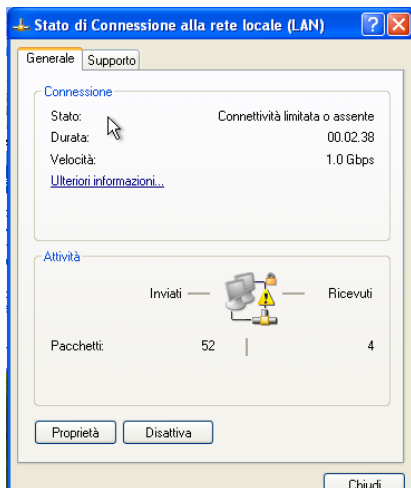 Stato di Connessione alla rete locale (LAN)
Generale Supporto
Connessione
Stato: Connettività limitata o assente
Durata: 00.02.38
Velocità: 1.0 Gbps
Ulteriori informazioni...
Attività
Inviati Ricevuti
Pacchetti: 52 4
Proprietà Disattiva
Chiudi